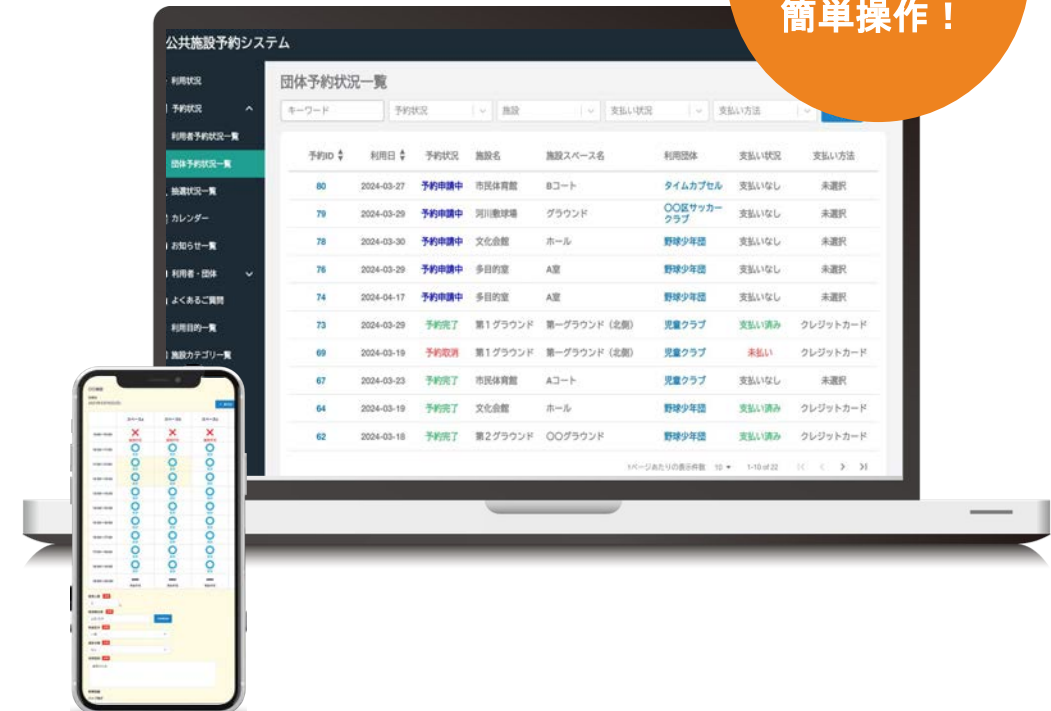 簡単操作！
公共施設予約システム
利用状況
予約状況
利用者予約状況一覧
団体予約状況一覧
抽選状況一覧
カレンダー
お知らせ一覧
利用者・団体
よくあるご質問
利用目的一覧
施設カテゴリ一覧
団体予約状況一覧
キーワード 予約状況 施設 支払い状況 支払い方法
予約ID 利用日 予約状況 施設名 施設スペース名 利用団体 支払い状況 支払い方法
80 2024-03-27 予約申請中 市民体育館 Bコート タイムカプセル 支払いなし 未選択
79 2024-03-29 予約申請中 河川敷球場 グラウンド 〇〇区サッカークラブ 支払いなし 未選択
78 2024-03-30 予約申請中 文化会館 ホール 野球少年団 支払いなし 未選択
76 2024-03-29 予約申請中 多目的室 A室 野球少年団 支払いなし 未選択
74 2024-04-17 予約申請中 多目的室 A室 野球少年団 支払いなし 未選択
73 2024-03-29 予約完了 第1グラウンド 第一グラウンド（北側） 児童クラブ 支払い済み クレジットカード
69 2024-03-19 予約取消 第1グラウンド 第一グラウンド（北側） 児童クラブ 未払い クレジットカード
67 2024-03-23 予約完了 市民体育館 Aコート 児童クラブ 支払いなし 未選択
64 2024-03-19 予約完了 文化会館 ホール 野球少年団 支払い済み クレジットカード
62 2024-03-18 予約完了 第2グラウンド 〇〇グラウンド 野球少年団 支払い済み クレジットカード
1ページあたりの表示件数 10 1-10 of 22